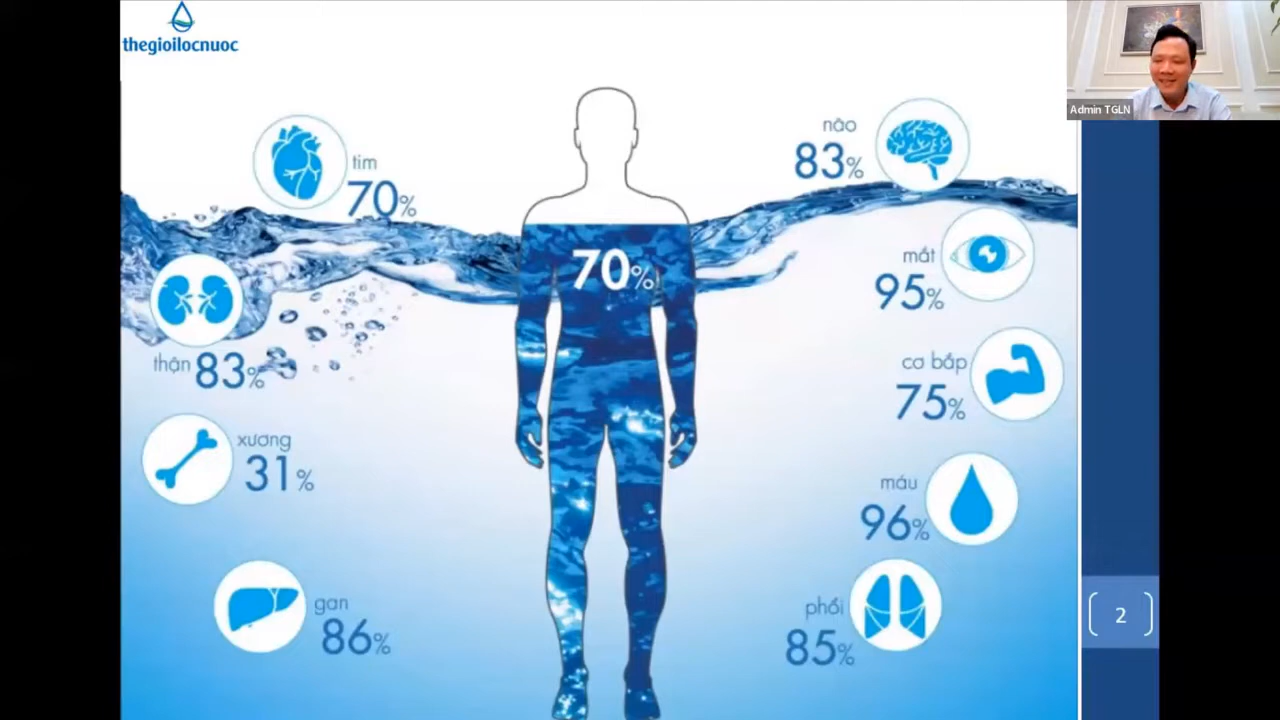 thegioilocnuoc
Admin TGLN
tim
70%
não
83%
70%
mắt
95%
thận 83%
cơ bắp
75%
xương
31%
máu
96%
gan
86%
phổi
85%
2